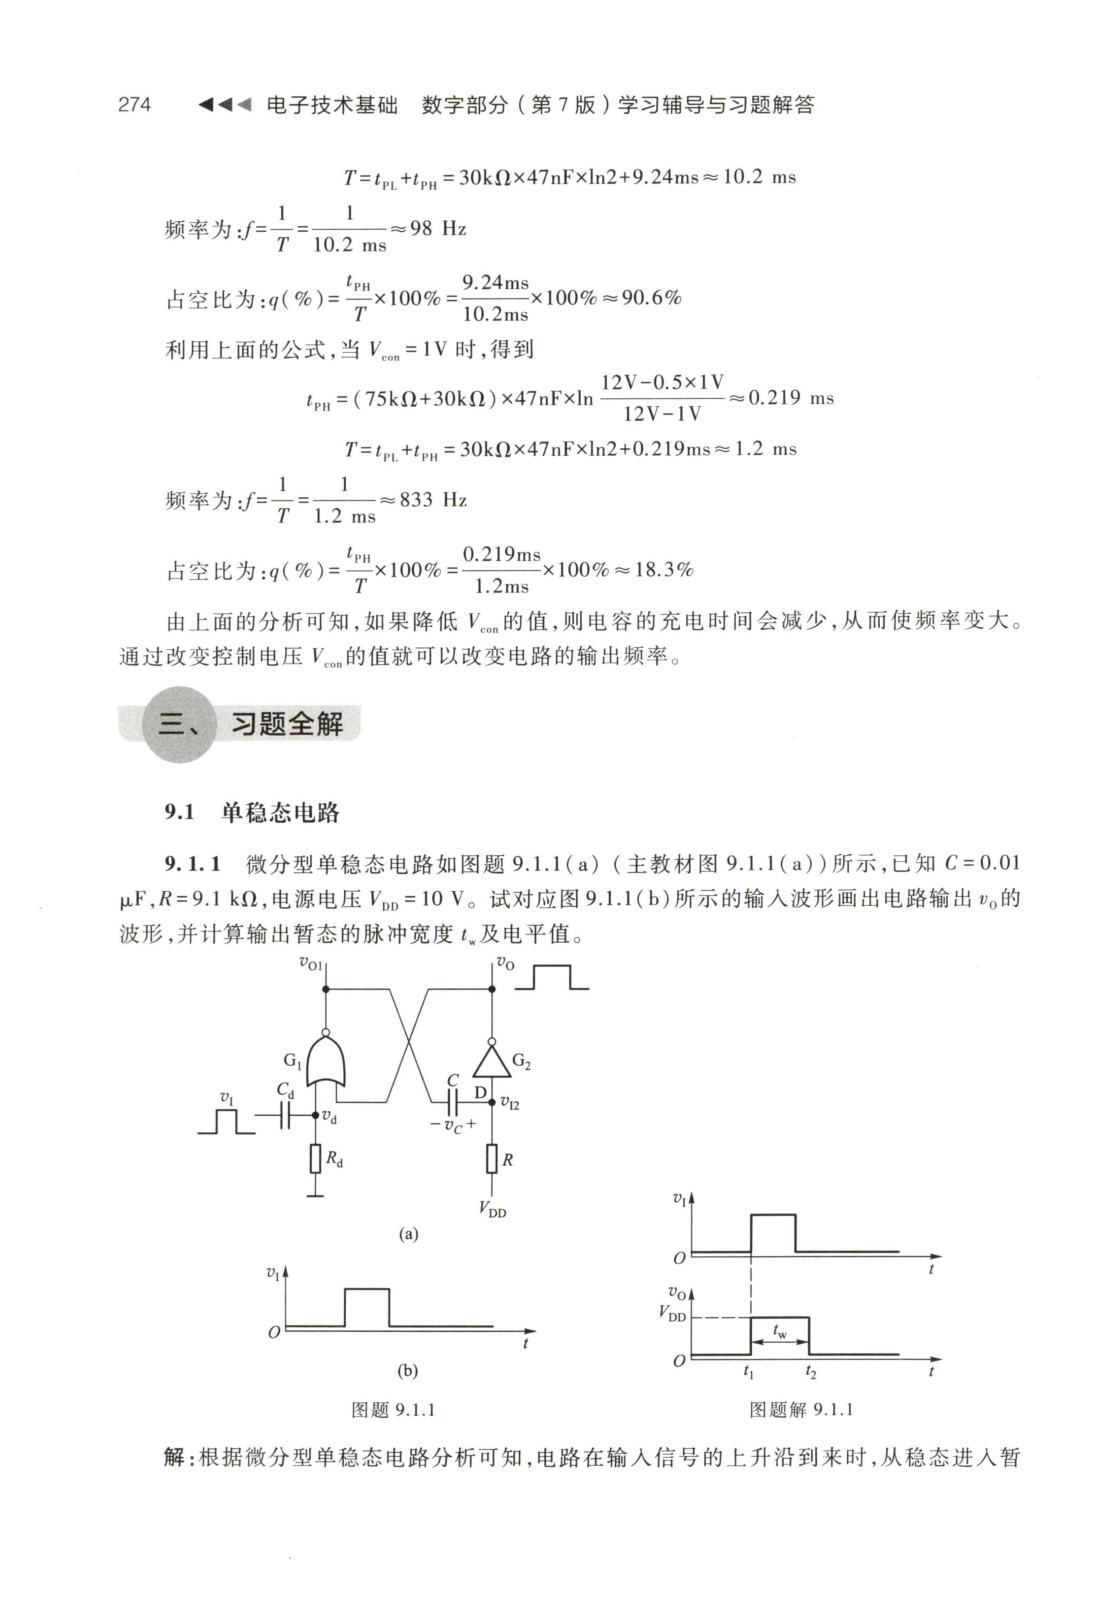 274 ◀◀◀ 电子技术基础 数字部分（第 7 版）学习辅导与习题解答
T=t_PL+t_PH=30kΩ×47nF×ln2+9.24ms≈10.2 ms
频率为:f=1/T=1/10.2 ms≈98 Hz
占空比为:q(%)=t_PH/T×100%=9.24ms/10.2ms×100%≈90.6%
利用上面的公式,当 V_con=1V 时,得到
t_PH=(75kΩ+30kΩ)×47nF×ln (12V-0.5×1V)/(12V-1V)≈0.219 ms
T=t_PL+t_PH=30kΩ×47nF×ln2+0.219ms≈1.2 ms
频率为:f=1/T=1/1.2 ms≈833 Hz
占空比为:q(%)=t_PH/T×100%=0.219ms/1.2ms×100%≈18.3%
由上面的分析可知,如果降低 V_con的值,则电容的充电时间会减少,从而使频率变大。
通过改变控制电压 V_con的值就可以改变电路的输出频率。
三、 习题全解
9.1 单稳态电路
9.1.1 微分型单稳态电路如图题 9.1.1(a)(主教材图 9.1.1(a))所示,已知 C=0.01
μF,R=9.1 kΩ,电源电压 V_DD=10 V。试对应图 9.1.1(b)所示的输入波形画出电路输出 v_O的
波形,并计算输出暂态的脉冲宽度 t_w及电平值。
v_O1 v_O
G_1 G_2
v_I C_d v_d C D v_I2
- v_C +
R_d R
V_DD
(a)
v_I
O t
(b)
图题 9.1.1
v_I
O t
v_O
V_DD
t_w
O t_1 t_2 t
图题解 9.1.1
解:根据微分型单稳态电路分析可知,电路在输入信号的上升沿到来时,从稳态进入暂